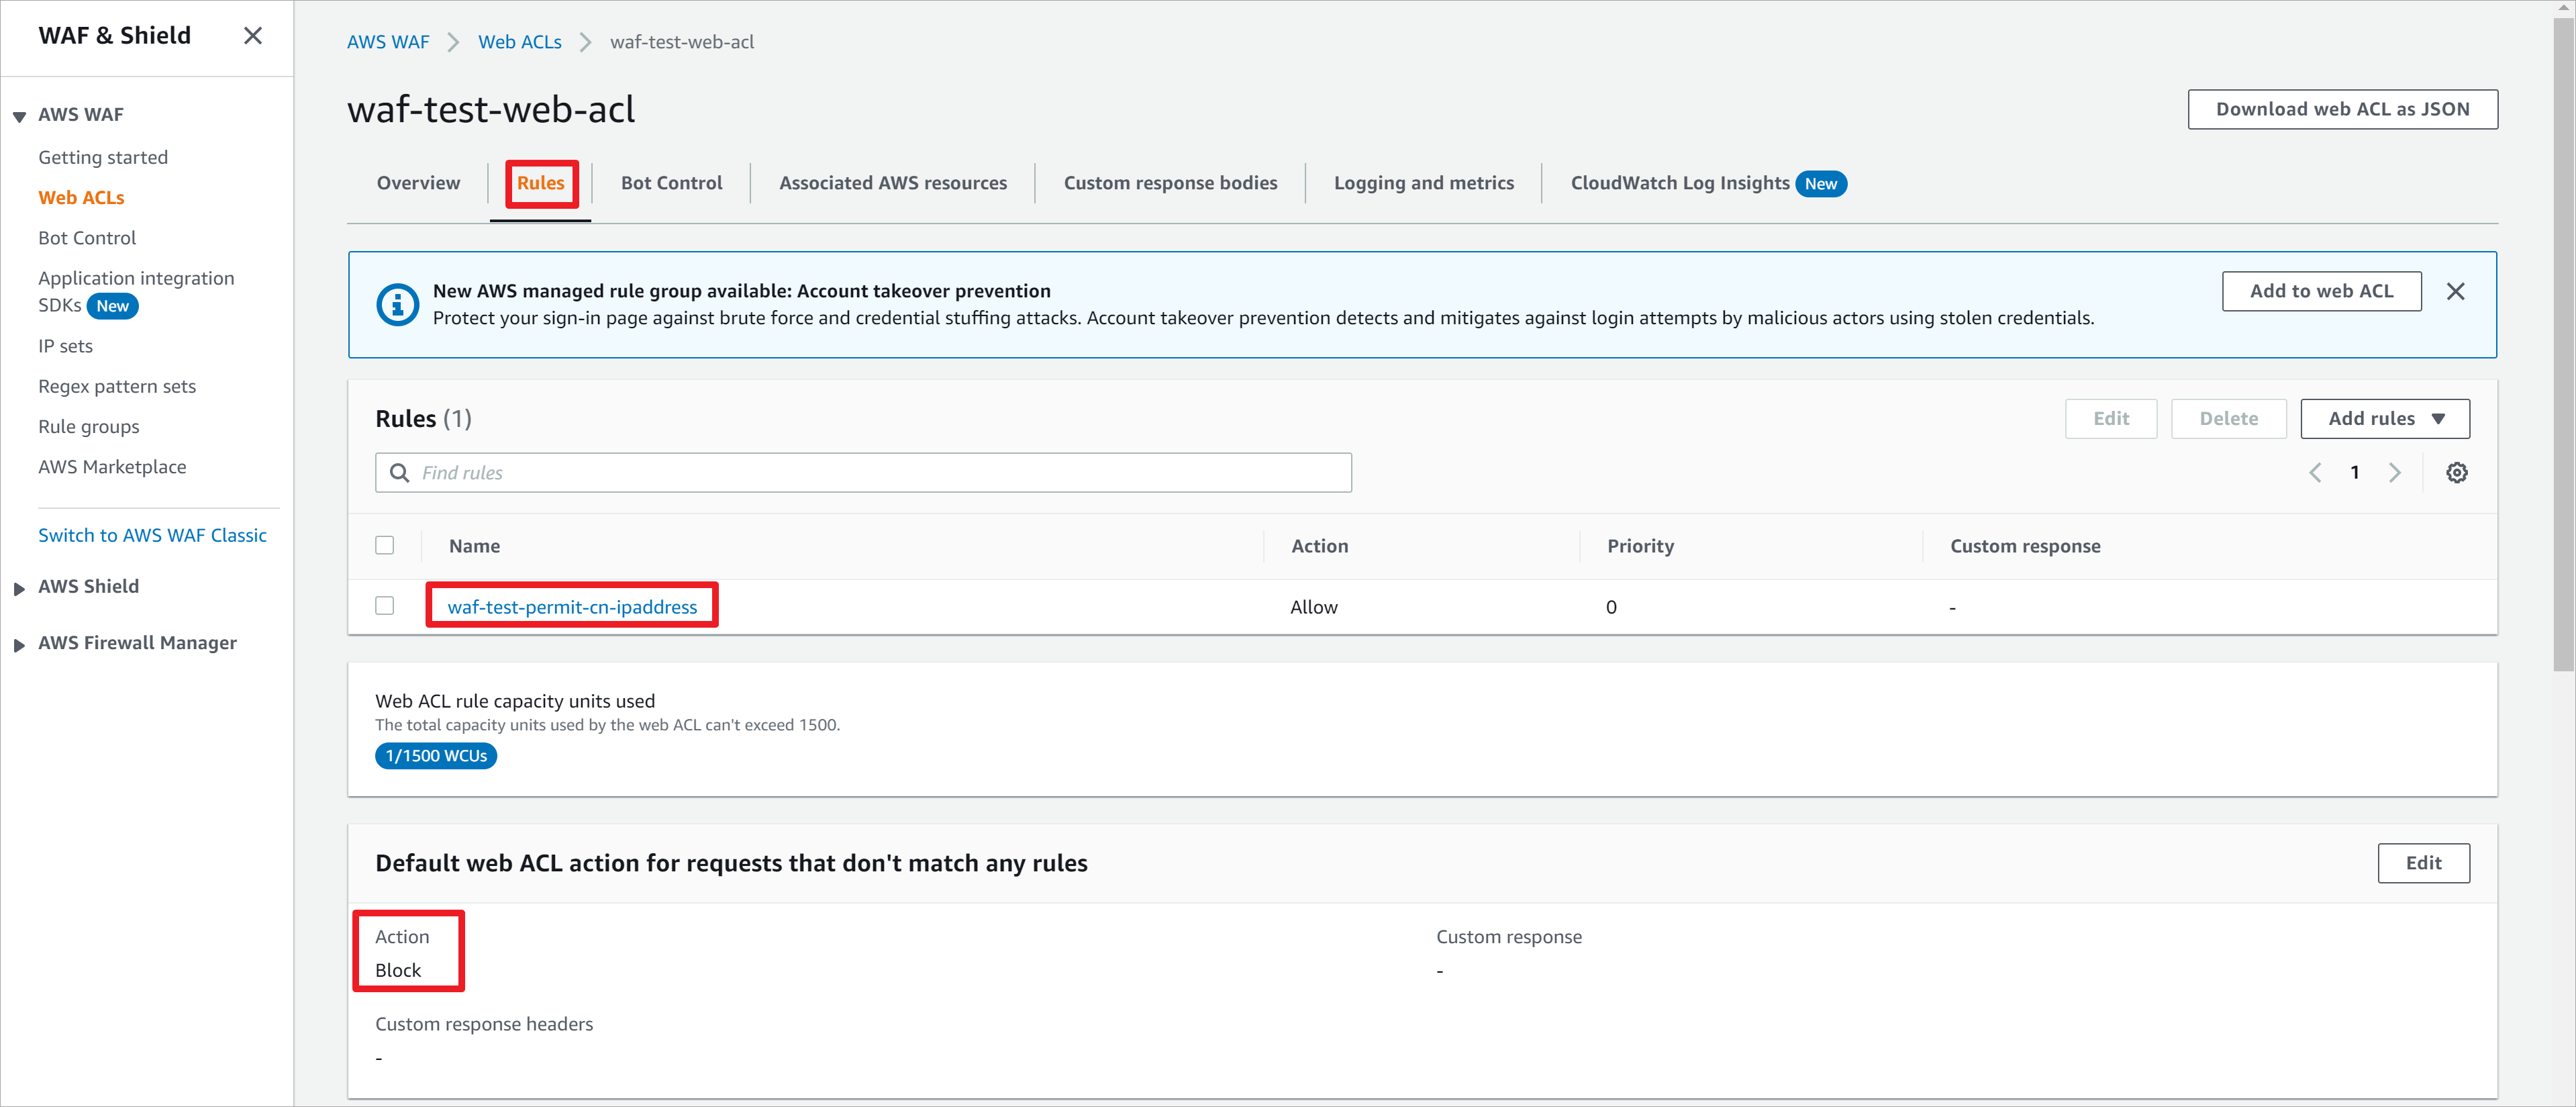 WAF & Shield
AWS WAF
Getting started
Web ACLs
Bot Control
Application integration
SDKs New
IP sets
Regex pattern sets
Rule groups
AWS Marketplace
Switch to AWS WAF Classic
AWS Shield
AWS Firewall Manager
AWS WAF > Web ACLs > waf-test-web-acl
waf-test-web-acl
Download web ACL as JSON
Overview
Rules
Bot Control
Associated AWS resources
Custom response bodies
Logging and metrics
CloudWatch Log Insights New
New AWS managed rule group available: Account takeover prevention
Protect your sign-in page against brute force and credential stuffing attacks. Account takeover prevention detects and mitigates against login attempts by malicious actors using stolen credentials.
Add to web ACL
Rules (1)
Edit
Delete
Add rules
Find rules
1
Name Action Priority Custom response
waf-test-permit-cn-ipaddress Allow 0 -
Web ACL rule capacity units used
The total capacity units used by the web ACL can't exceed 1500.
1/1500 WCUs
Default web ACL action for requests that don't match any rules
Edit
Action
Block
Custom response
-
Custom response headers
-